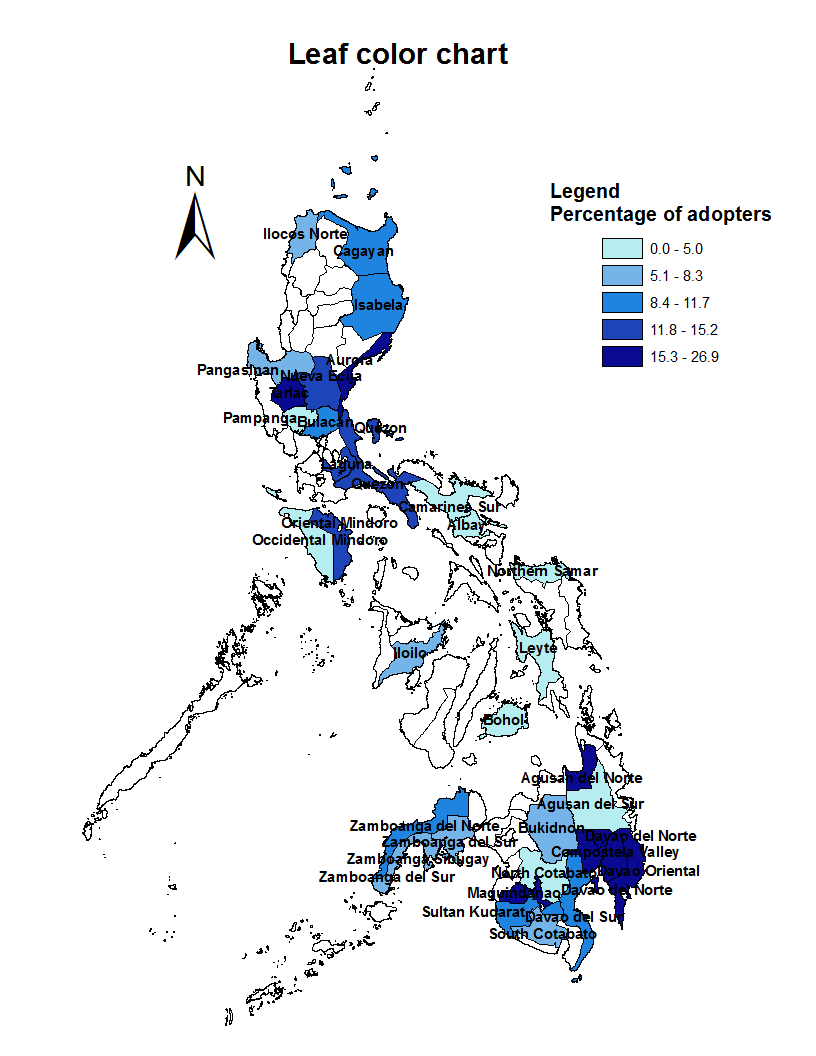 Leaf color chart
N
Legend
Percentage of adopters
0.0 - 5.0
5.1 - 8.3
8.4 - 11.7
11.8 - 15.2
15.3 - 26.9
Ilocos Norte
Cagayan
Isabela
Aurora
Pangasinan
Nueva Ecija
Tarlac
Pampanga
Bulacan
Quezon
Laguna
Quezon
Camarines Sur
Albay
Oriental Mindoro
Occidental Mindoro
Northern Samar
Iloilo
Leyte
Bohol
Agusan del Norte
Agusan del Sur
Zamboanga del Norte
Bukidnon
Davao del Norte
Zamboanga del Sur
Compostela Valley
Zamboanga Sibugay
North Cotabato
Davao Oriental
Zamboanga del Sur
Maguindanao
Davao del Norte
Sultan Kudarat
Davao del Sur
South Cotabato